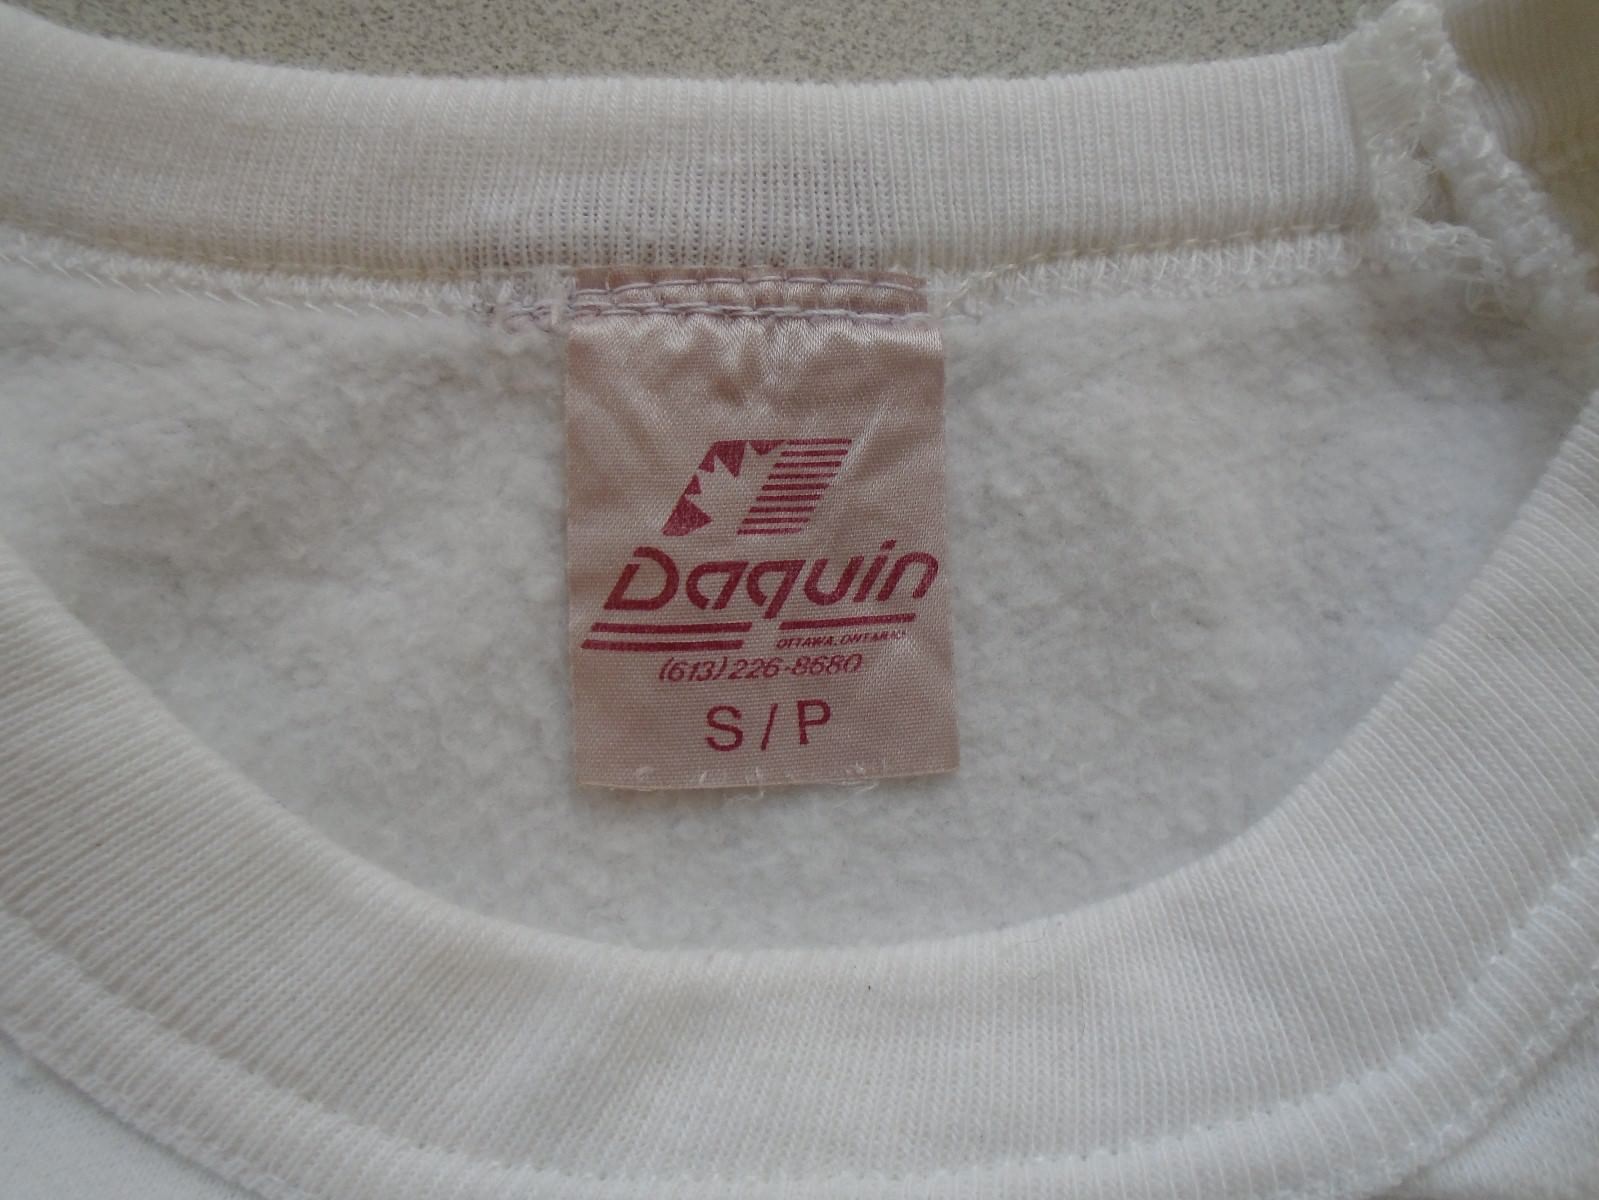 Daquin
OTTAWA, ONTARIO
(613) 226-8680
S / P